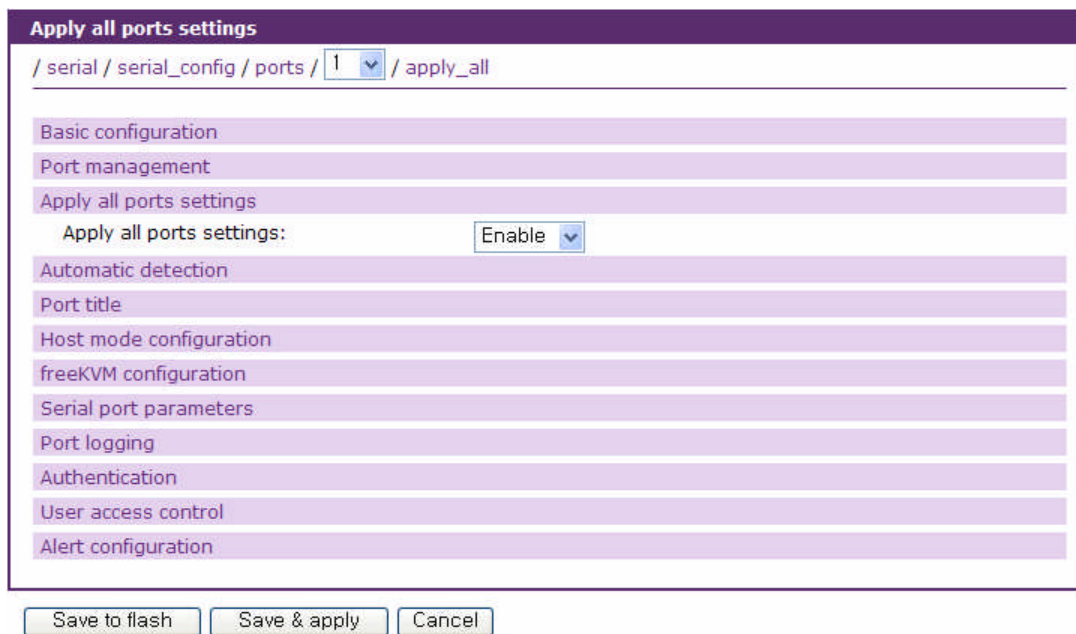 Apply all ports settings
/ serial / serial_config / ports / 1 / apply_all
Basic configuration
Port management
Apply all ports settings
Apply all ports settings: Enable
Automatic detection
Port title
Host mode configuration
freeKVM configuration
Serial port parameters
Port logging
Authentication
User access control
Alert configuration
Save to flash Save & apply Cancel